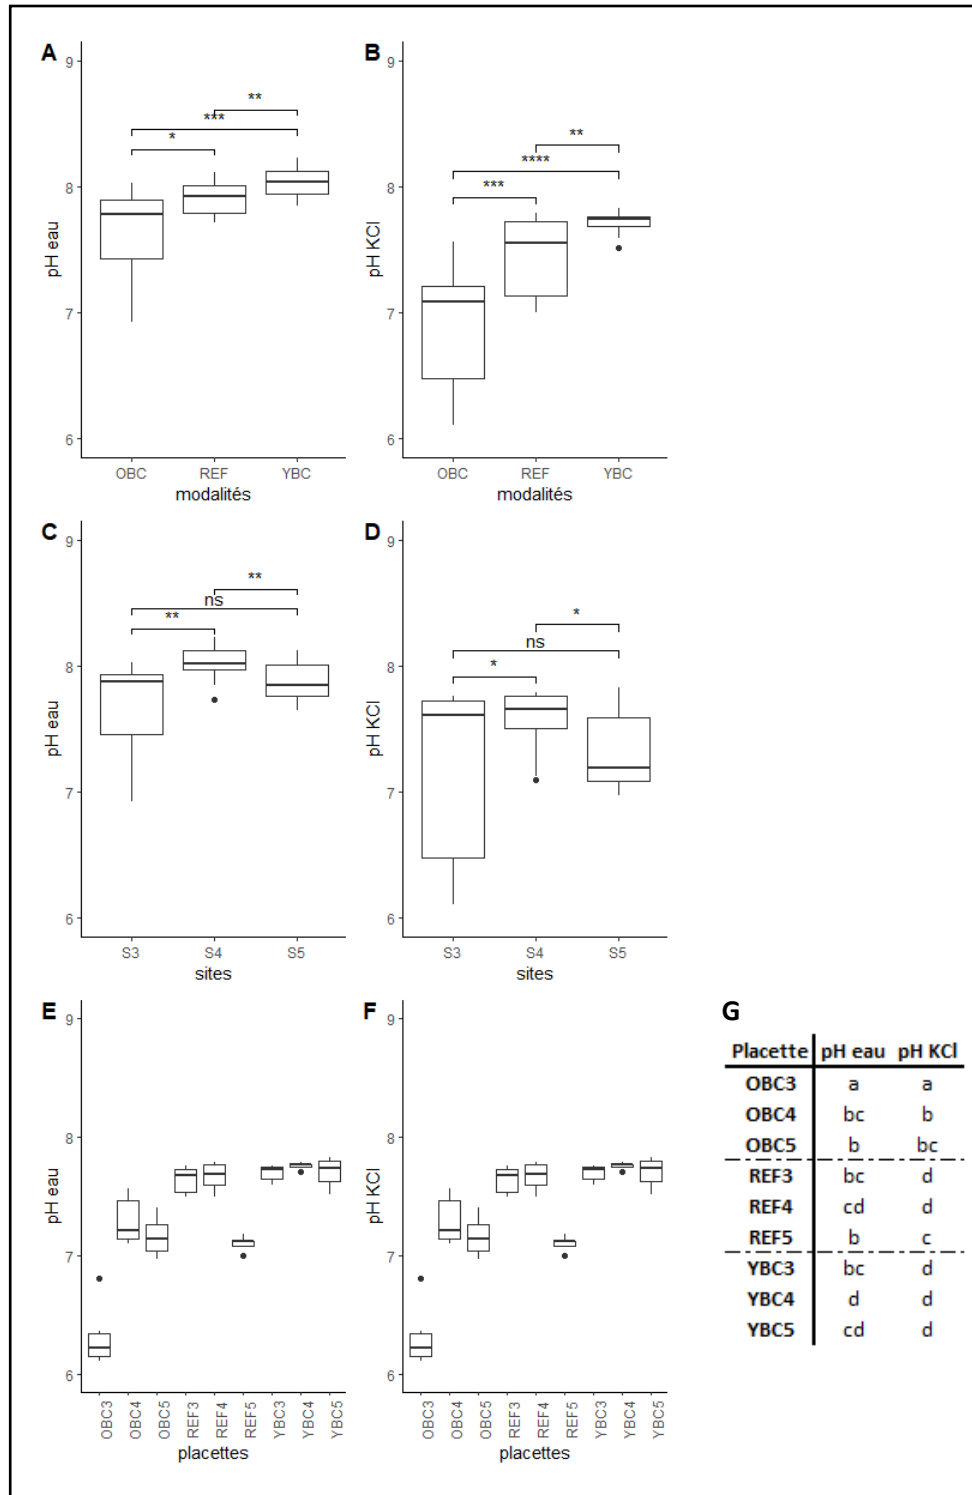 A
9
8
7
6
pH eau
**
***
*
OBC REF YBC
modalités
B
9
8
7
6
pH KCl
**
****
***
OBC REF YBC
modalités
C
9
8
7
6
pH eau
**
ns
**
S3 S4 S5
sites
D
9
8
7
6
pH KCl
*
ns
*
S3 S4 S5
sites
E
9
8
7
6
pH eau
OBC3 OBC4 OBC5 REF3 REF4 REF5 YBC3 YBC4 YBC5
placettes
F
9
8
7
6
pH KCl
OBC3 OBC4 OBC5 REF3 REF4 REF5 YBC3 YBC4 YBC5
placettes
G
Placette pH eau pH KCl
OBC3 a a
OBC4 bc b
OBC5 b bc
REF3 bc d
REF4 cd d
REF5 b c
YBC3 bc d
YBC4 d d
YBC5 cd d